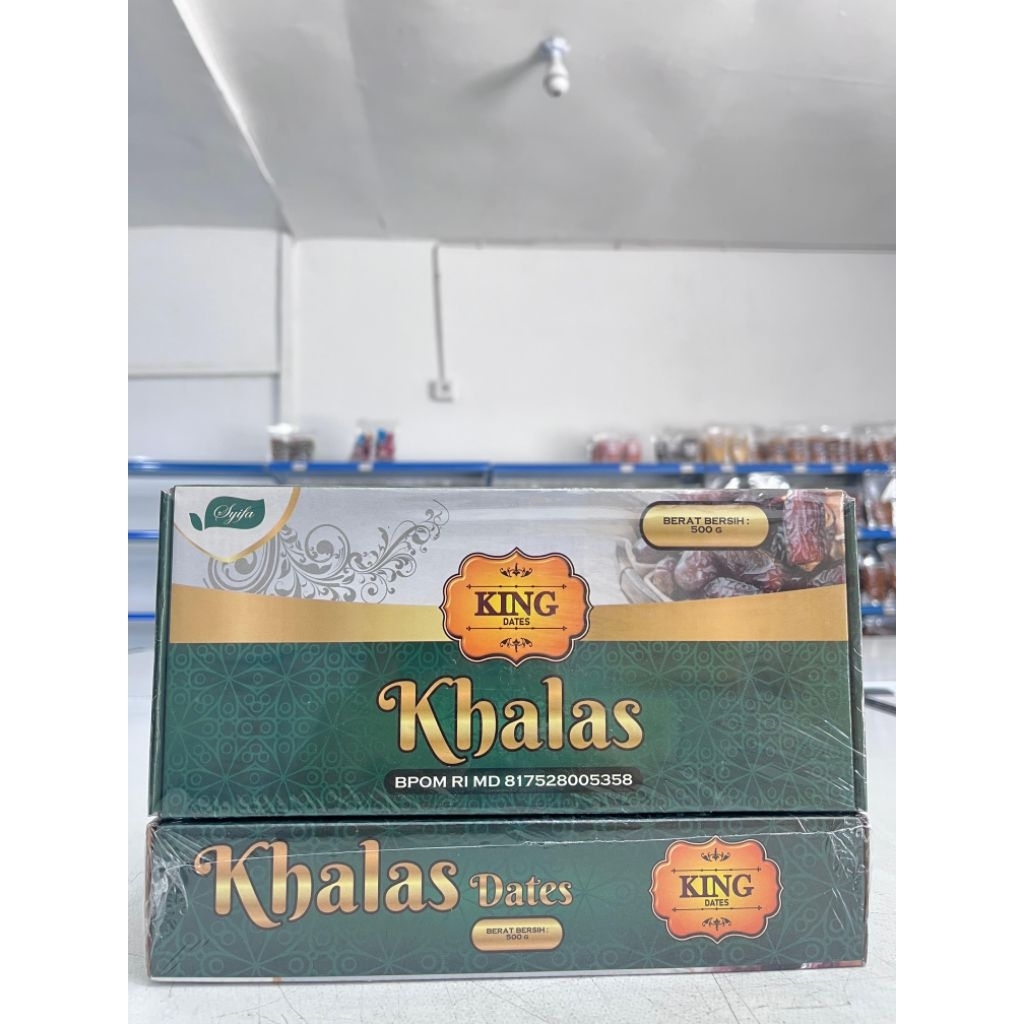 Syifa
BERAT BERSIH :
500 G
KING
DATES
Khalas
BPOM RI MD 817528005358
Khalas Dates
BERAT BERSIH :
500 G
KING
DATES